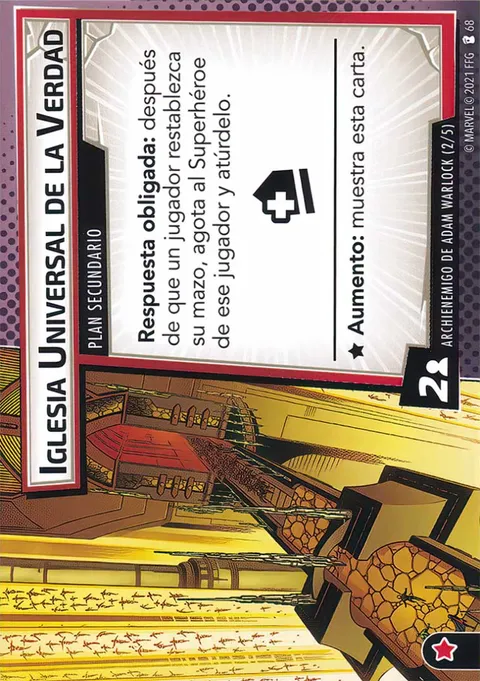 IGLESIA UNIVERSAL DE LA VERDAD
PLAN SECUNDARIO
Respuesta obligada: después
de que un jugador restablezca
su mazo, agota al Superhéroe
de ese jugador y atúrdelo.
★ Aumento: muestra esta carta.
2
ARCHIENEMIGO DE ADAM WARLOCK (2/5)
© MARVEL © 2021 FFG 68